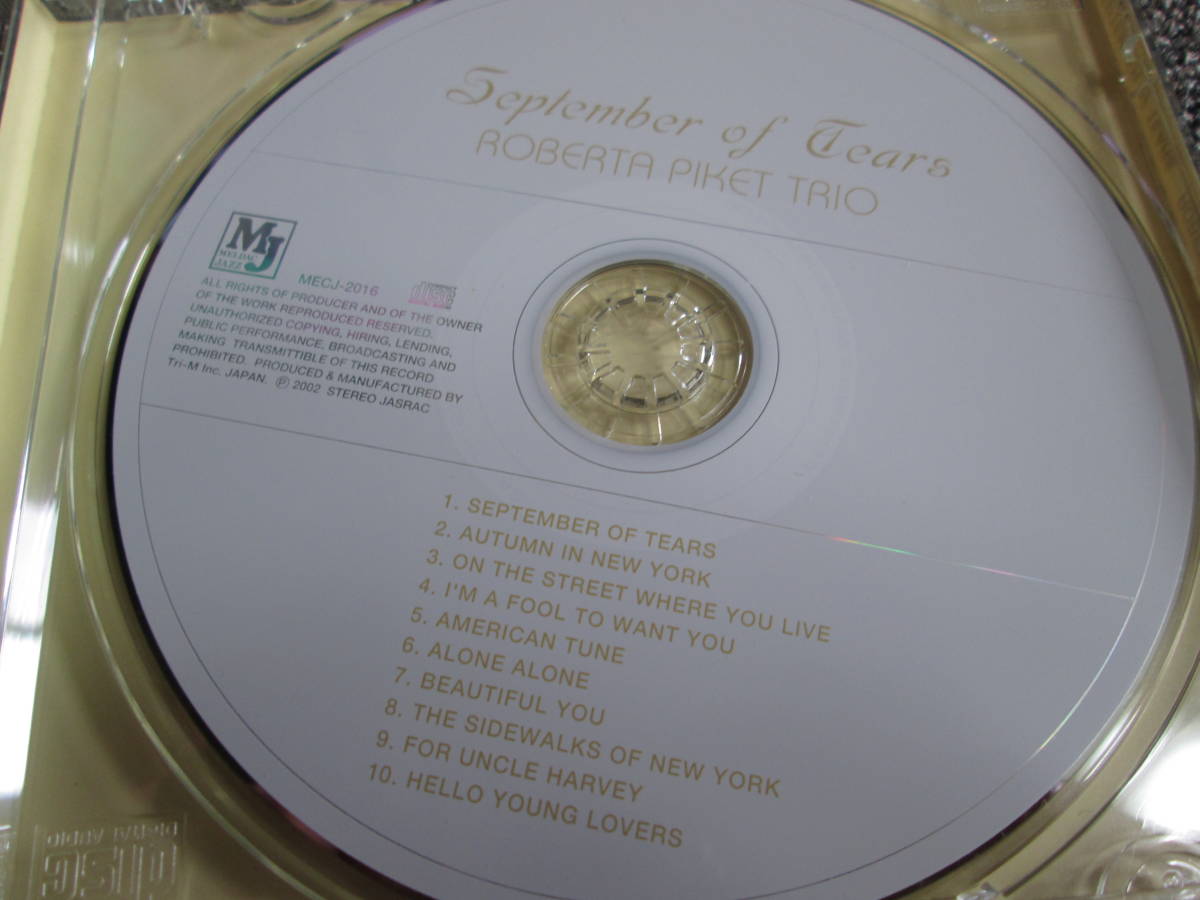 September of Tears
ROBERTA PIKET TRIO
MJ
MELDAC
JAZZ
MECJ-2016
disc
ALL RIGHTS OF PRODUCER AND OF THE OWNER
OF THE WORK REPRODUCED RESERVED.
UNAUTHORIZED COPYING, HIRING, LENDING,
PUBLIC PERFORMANCE, BROADCASTING AND
MAKING TRANSMITTIBLE OF THIS RECORD
PROHIBITED. PRODUCED & MANUFACTURED BY
Tri-M Inc. JAPAN. ℗ 2002 STEREO JASRAC
1. SEPTEMBER OF TEARS
2. AUTUMN IN NEW YORK
3. ON THE STREET WHERE YOU LIVE
4. I'M A FOOL TO WANT YOU
5. AMERICAN TUNE
6. ALONE ALONE
7. BEAUTIFUL YOU
8. THE SIDEWALKS OF NEW YORK
9. FOR UNCLE HARVEY
10. HELLO YOUNG LOVERS
disc
DIGITAL AUDIO